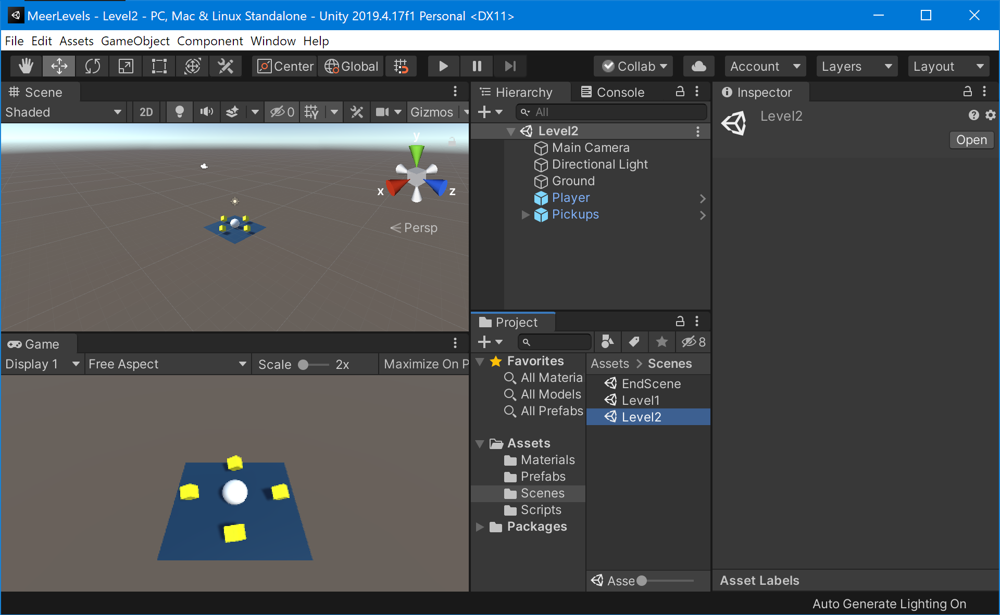 MeerLevels - Level2 - PC, Mac & Linux Standalone - Unity 2019.4.17f1 Personal <DX11>
File Edit Assets GameObject Component Window Help
Center Global Collab Account Layers Layout
Scene
Shaded 2D 0 Gizmos
y
x z
Persp
Game
Display 1 Free Aspect Scale 2x Maximize On P
Hierarchy Console
All
Level2
Main Camera
Directional Light
Ground
Player
Pickups
Project
8
Favorites
All Materia
All Models
All Prefabs
Assets
Materials
Prefabs
Scenes
Scripts
Packages
Assets > Scenes
EndScene
Level1
Level2
Asse
Inspector
Level2
Open
Asset Labels
Auto Generate Lighting On